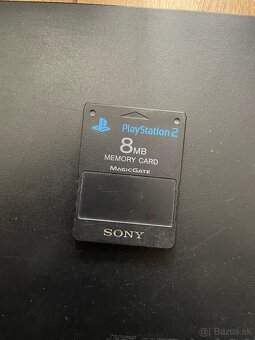 PlayStation 2
8MB
MEMORY CARD
MAGICGATE
SONY
Bazos.sk